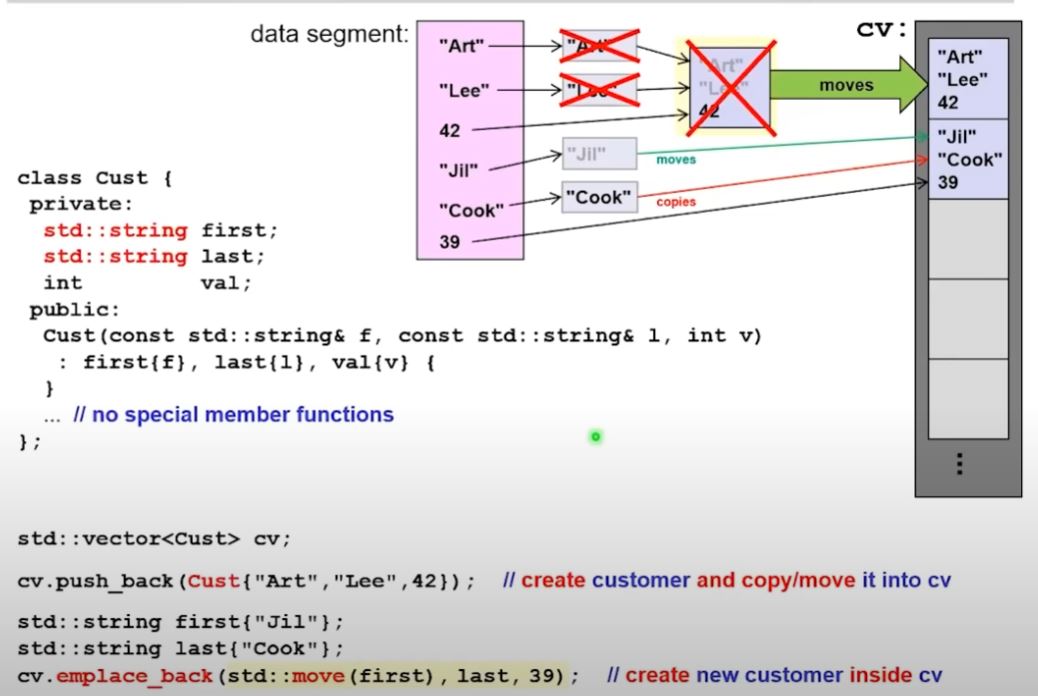 data segment:
cv:
"Art"
"Art"
"Art"
"Lee"
"Lee"
"Lee"
42
42
moves
"Art"
"Lee"
42
"Jil"
"Jil"
moves
"Jil"
"Cook"
"Cook"
copies
"Cook"
39
39
class Cust {
private:
std::string first;
std::string last;
int val;
public:
Cust(const std::string& f, const std::string& l, int v)
: first{f}, last{l}, val{v} {
}
... // no special member functions
};
⋮
std::vector<Cust> cv;
cv.push_back(Cust{"Art","Lee",42}); // create customer and copy/move it into cv
std::string first{"Jil"};
std::string last{"Cook"};
cv.emplace_back(std::move(first), last, 39); // create new customer inside cv